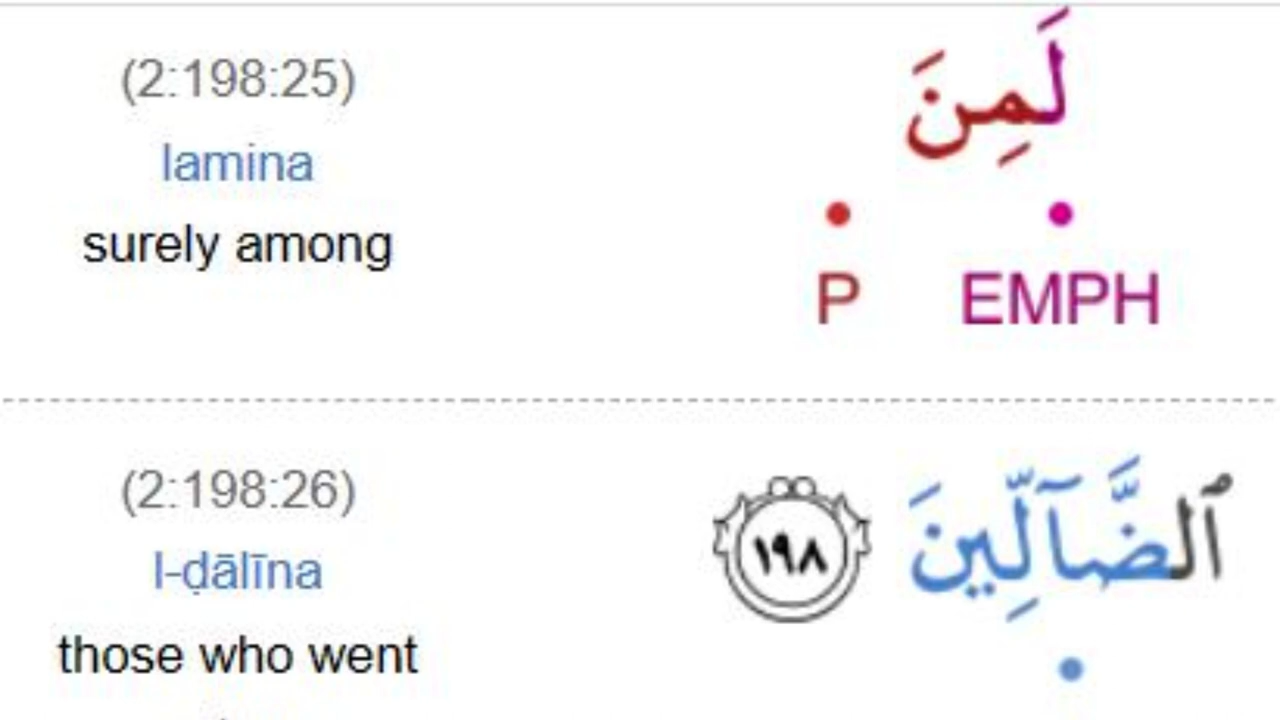 (2:198:25)
lamina
surely among
لَمِنَ
P EMPH
(2:198:26)
l-ḍālīna
those who went
ٱلضَّآلِّينَ ١٩٨